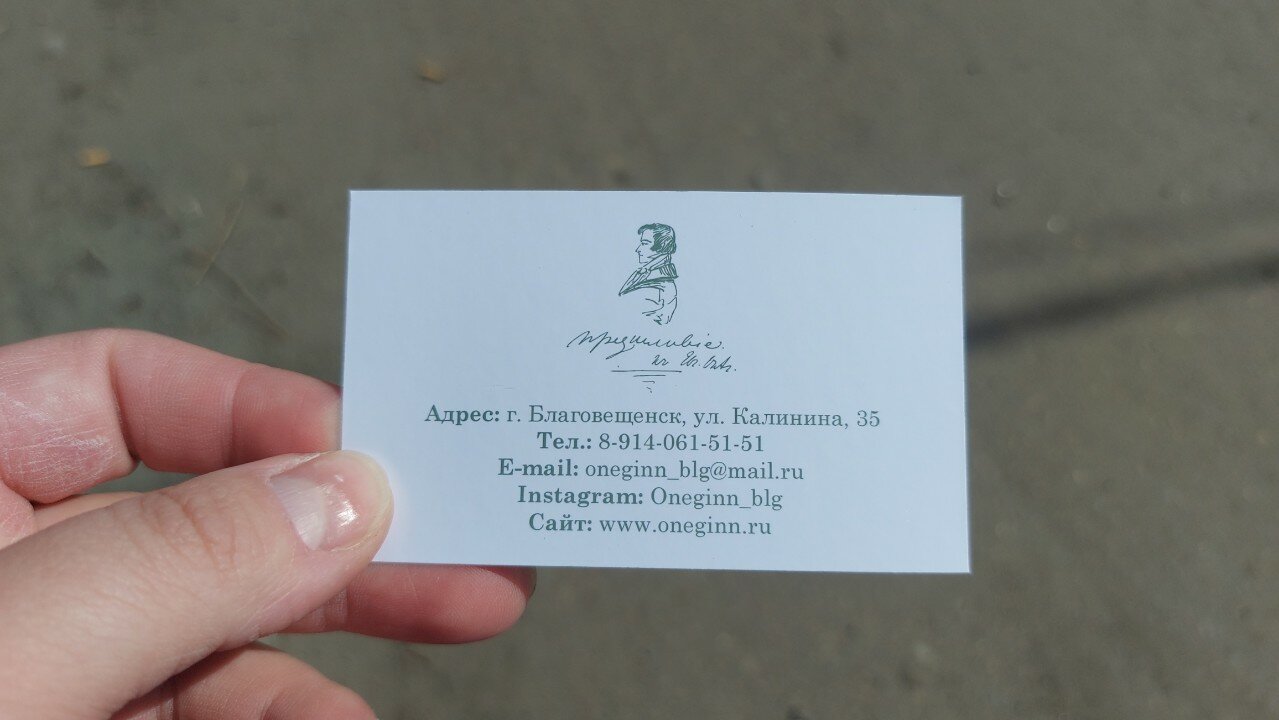 предисловіе.
Адрес: г. Благовещенск, ул. Калинина, 35
Тел.: 8-914-061-51-51
E-mail: oneginn_blg@mail.ru
Instagram: Oneginn_blg
Сайт: www.oneginn.ru